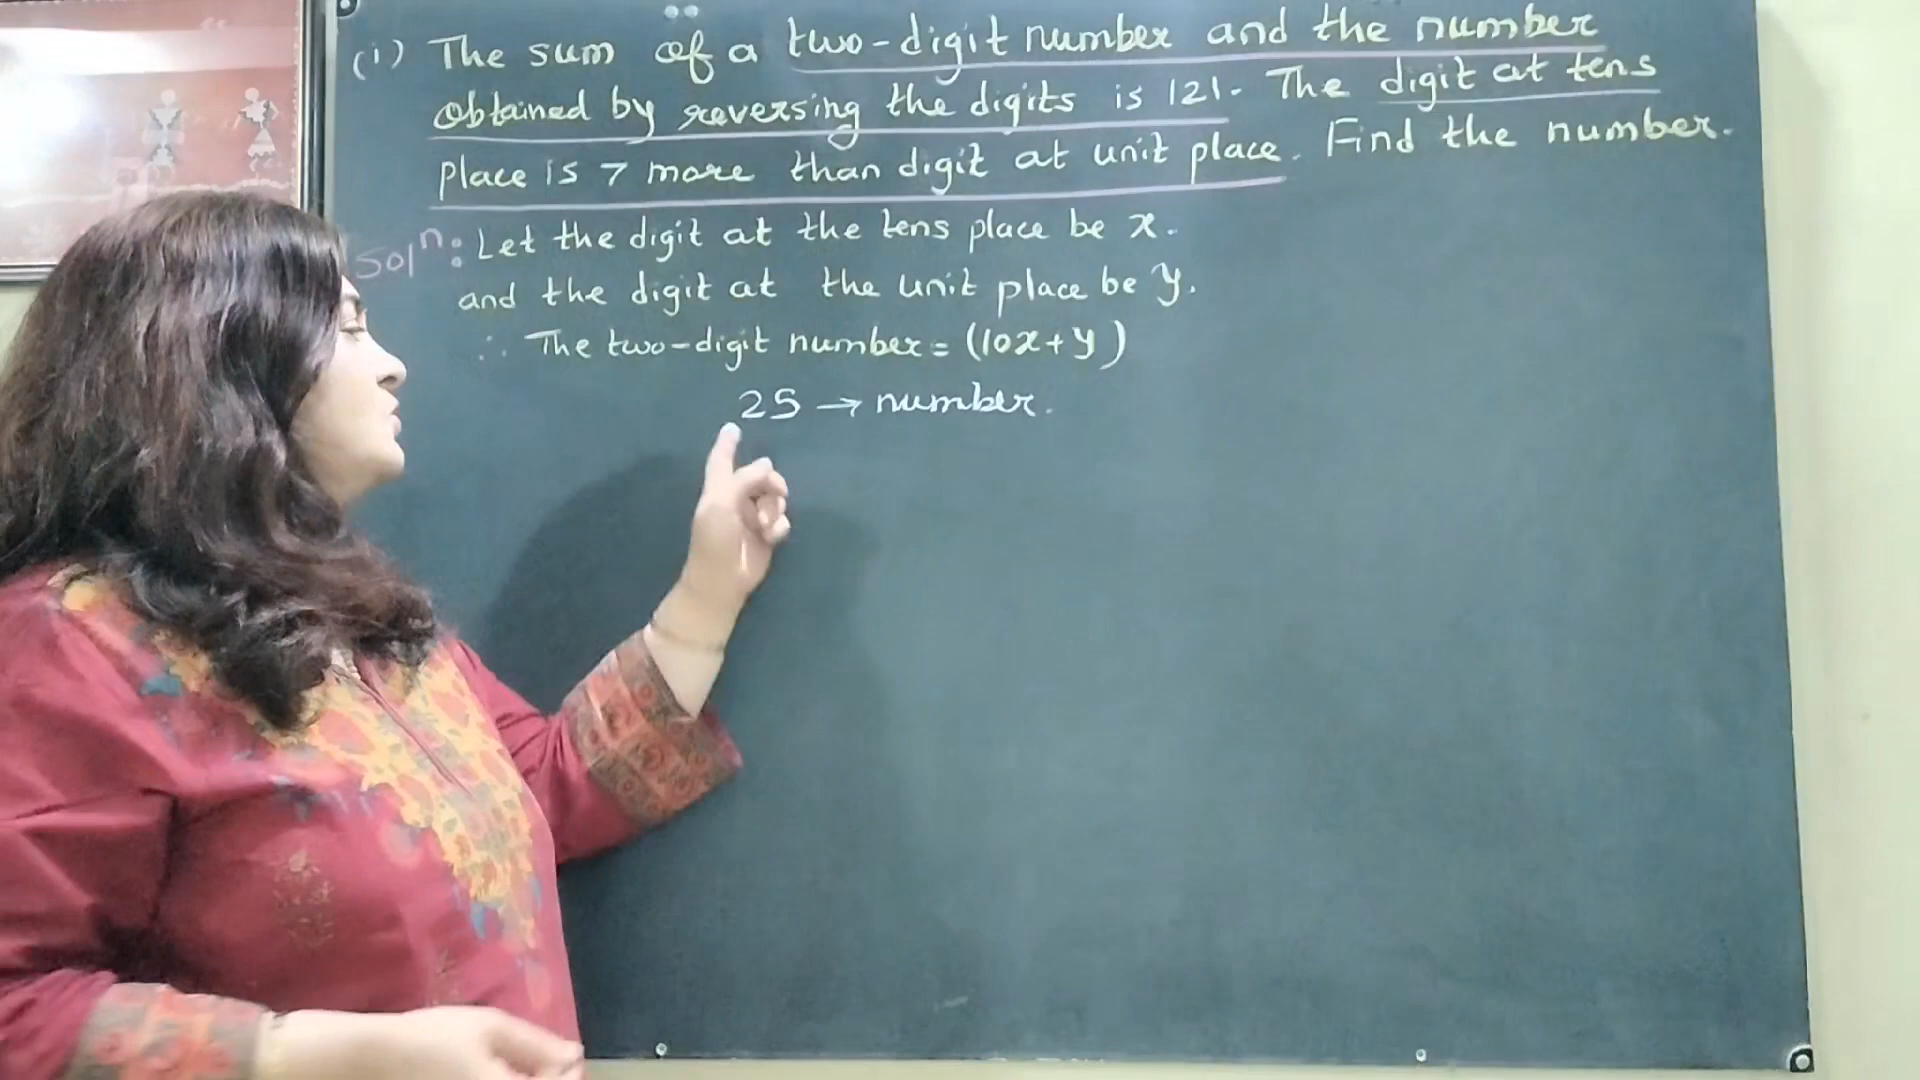 (i) The sum of a two-digit number and the number
obtained by reversing the digits is 121. The digit at tens
place is 7 more than digit at unit place. Find the number.
Solⁿ: Let the digit at the tens place be x.
and the digit at the unit place be y.
∴ The two-digit number = (10x+y)
25 → number.